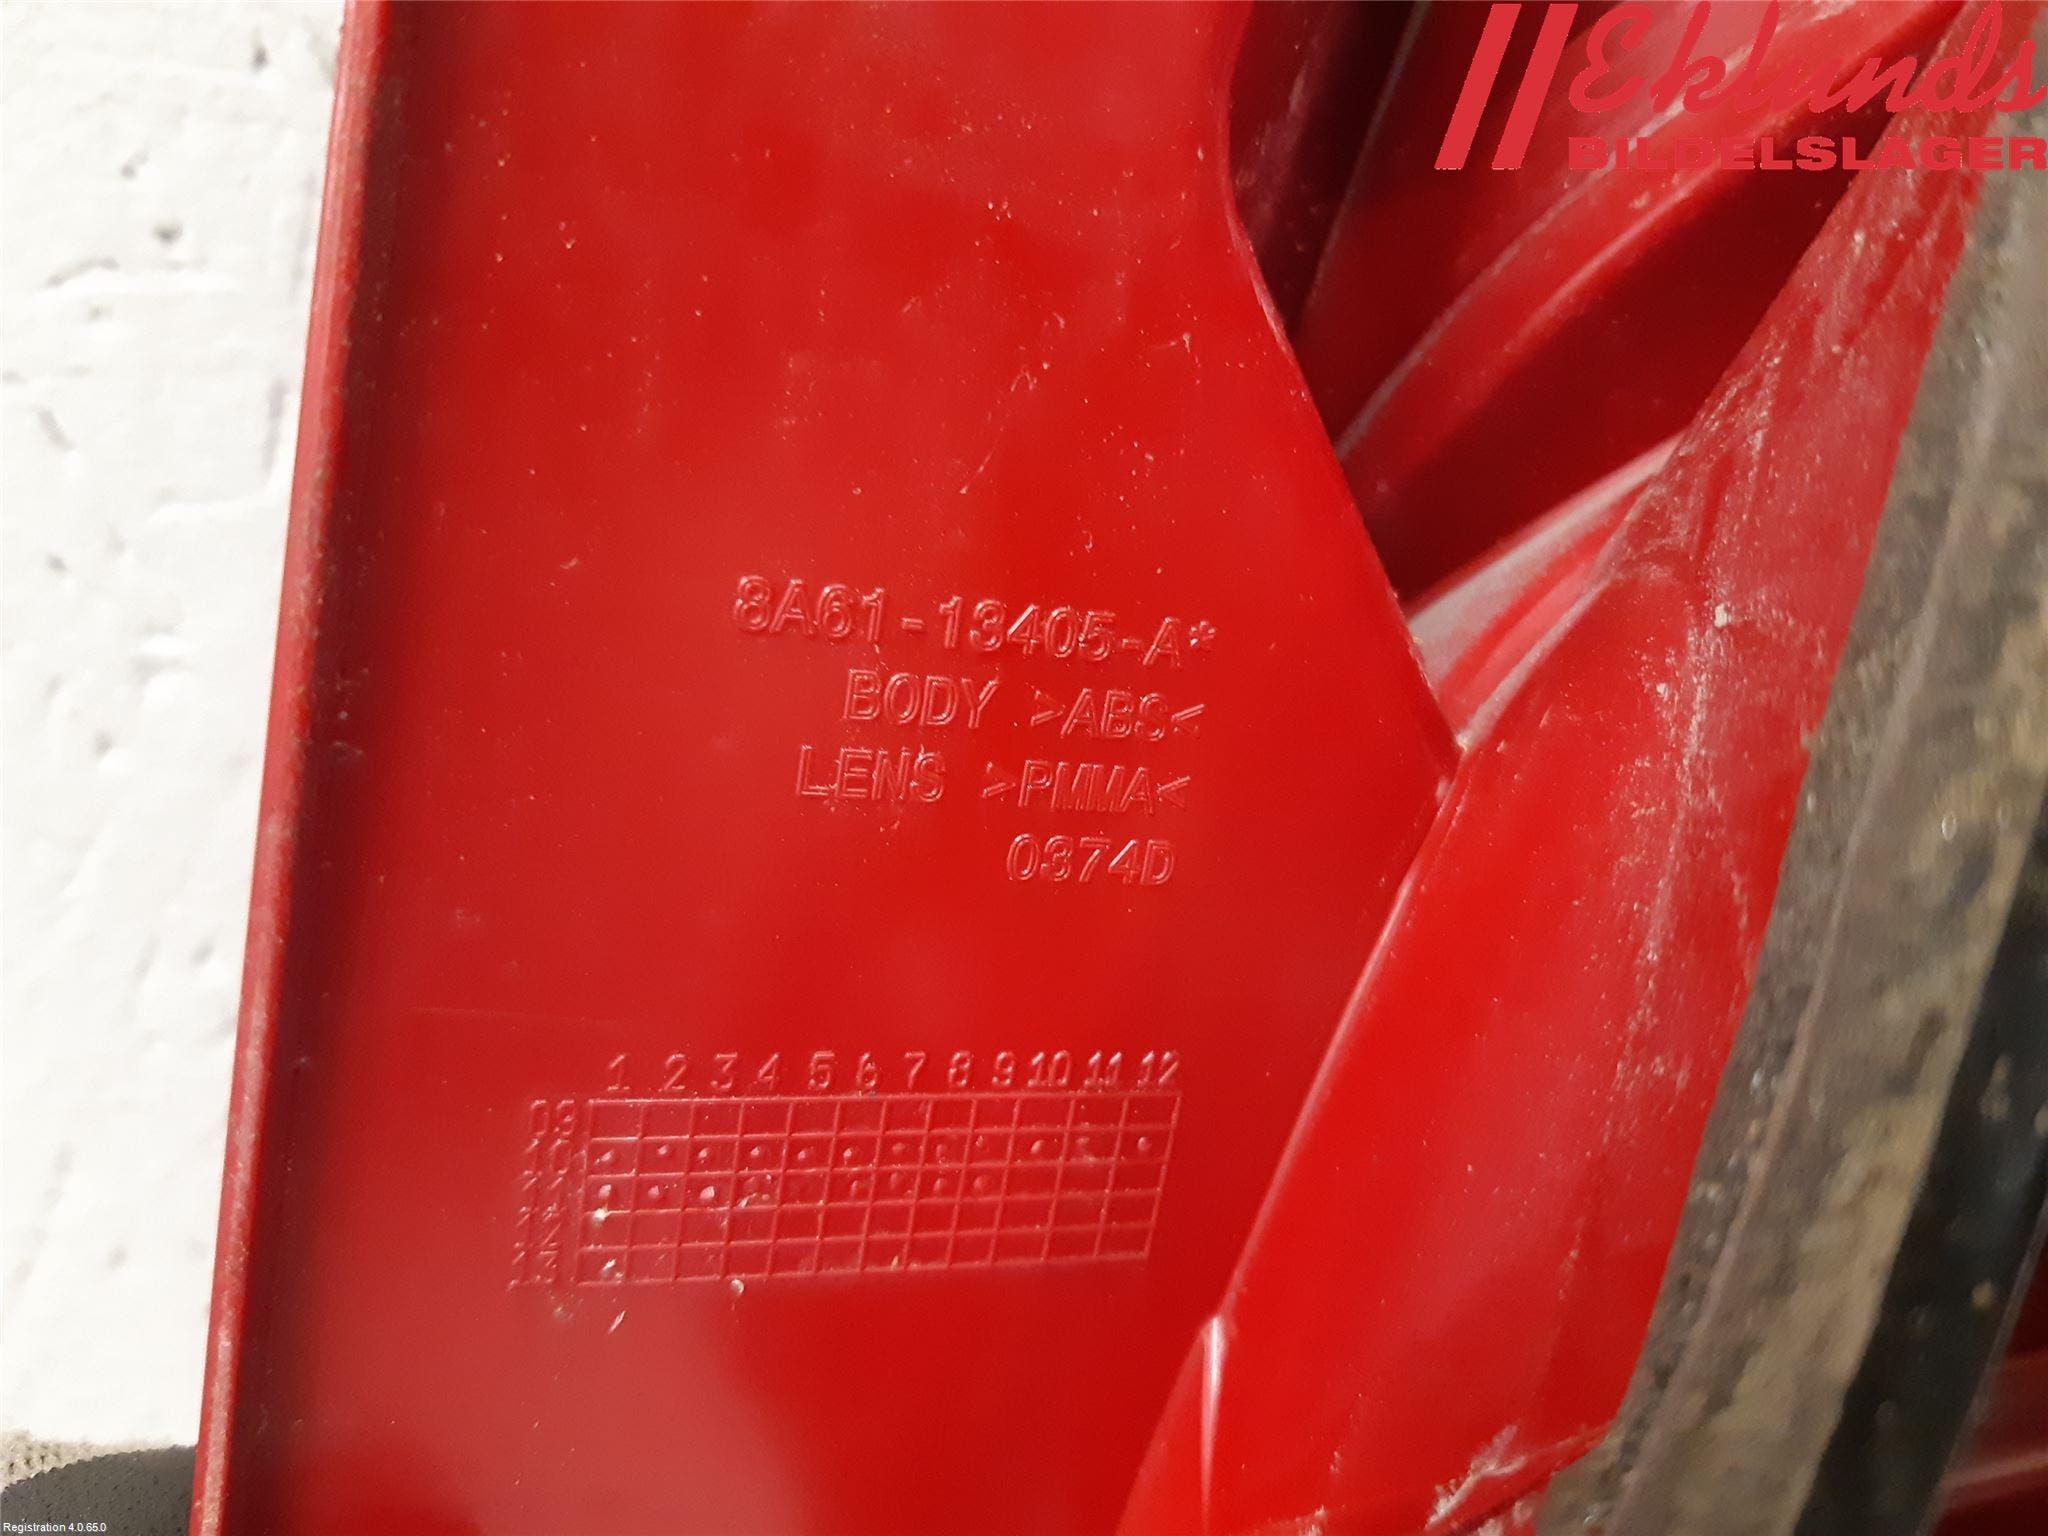 Eklunds
BILDELSLAGER
8A61-13405-A*
BODY >ABS<
LENS >PMMA<
0374D
1 2 3 4 5 6 7 8 9 10 11 12
09
10
11
12
13
Registration 4.0.65.0